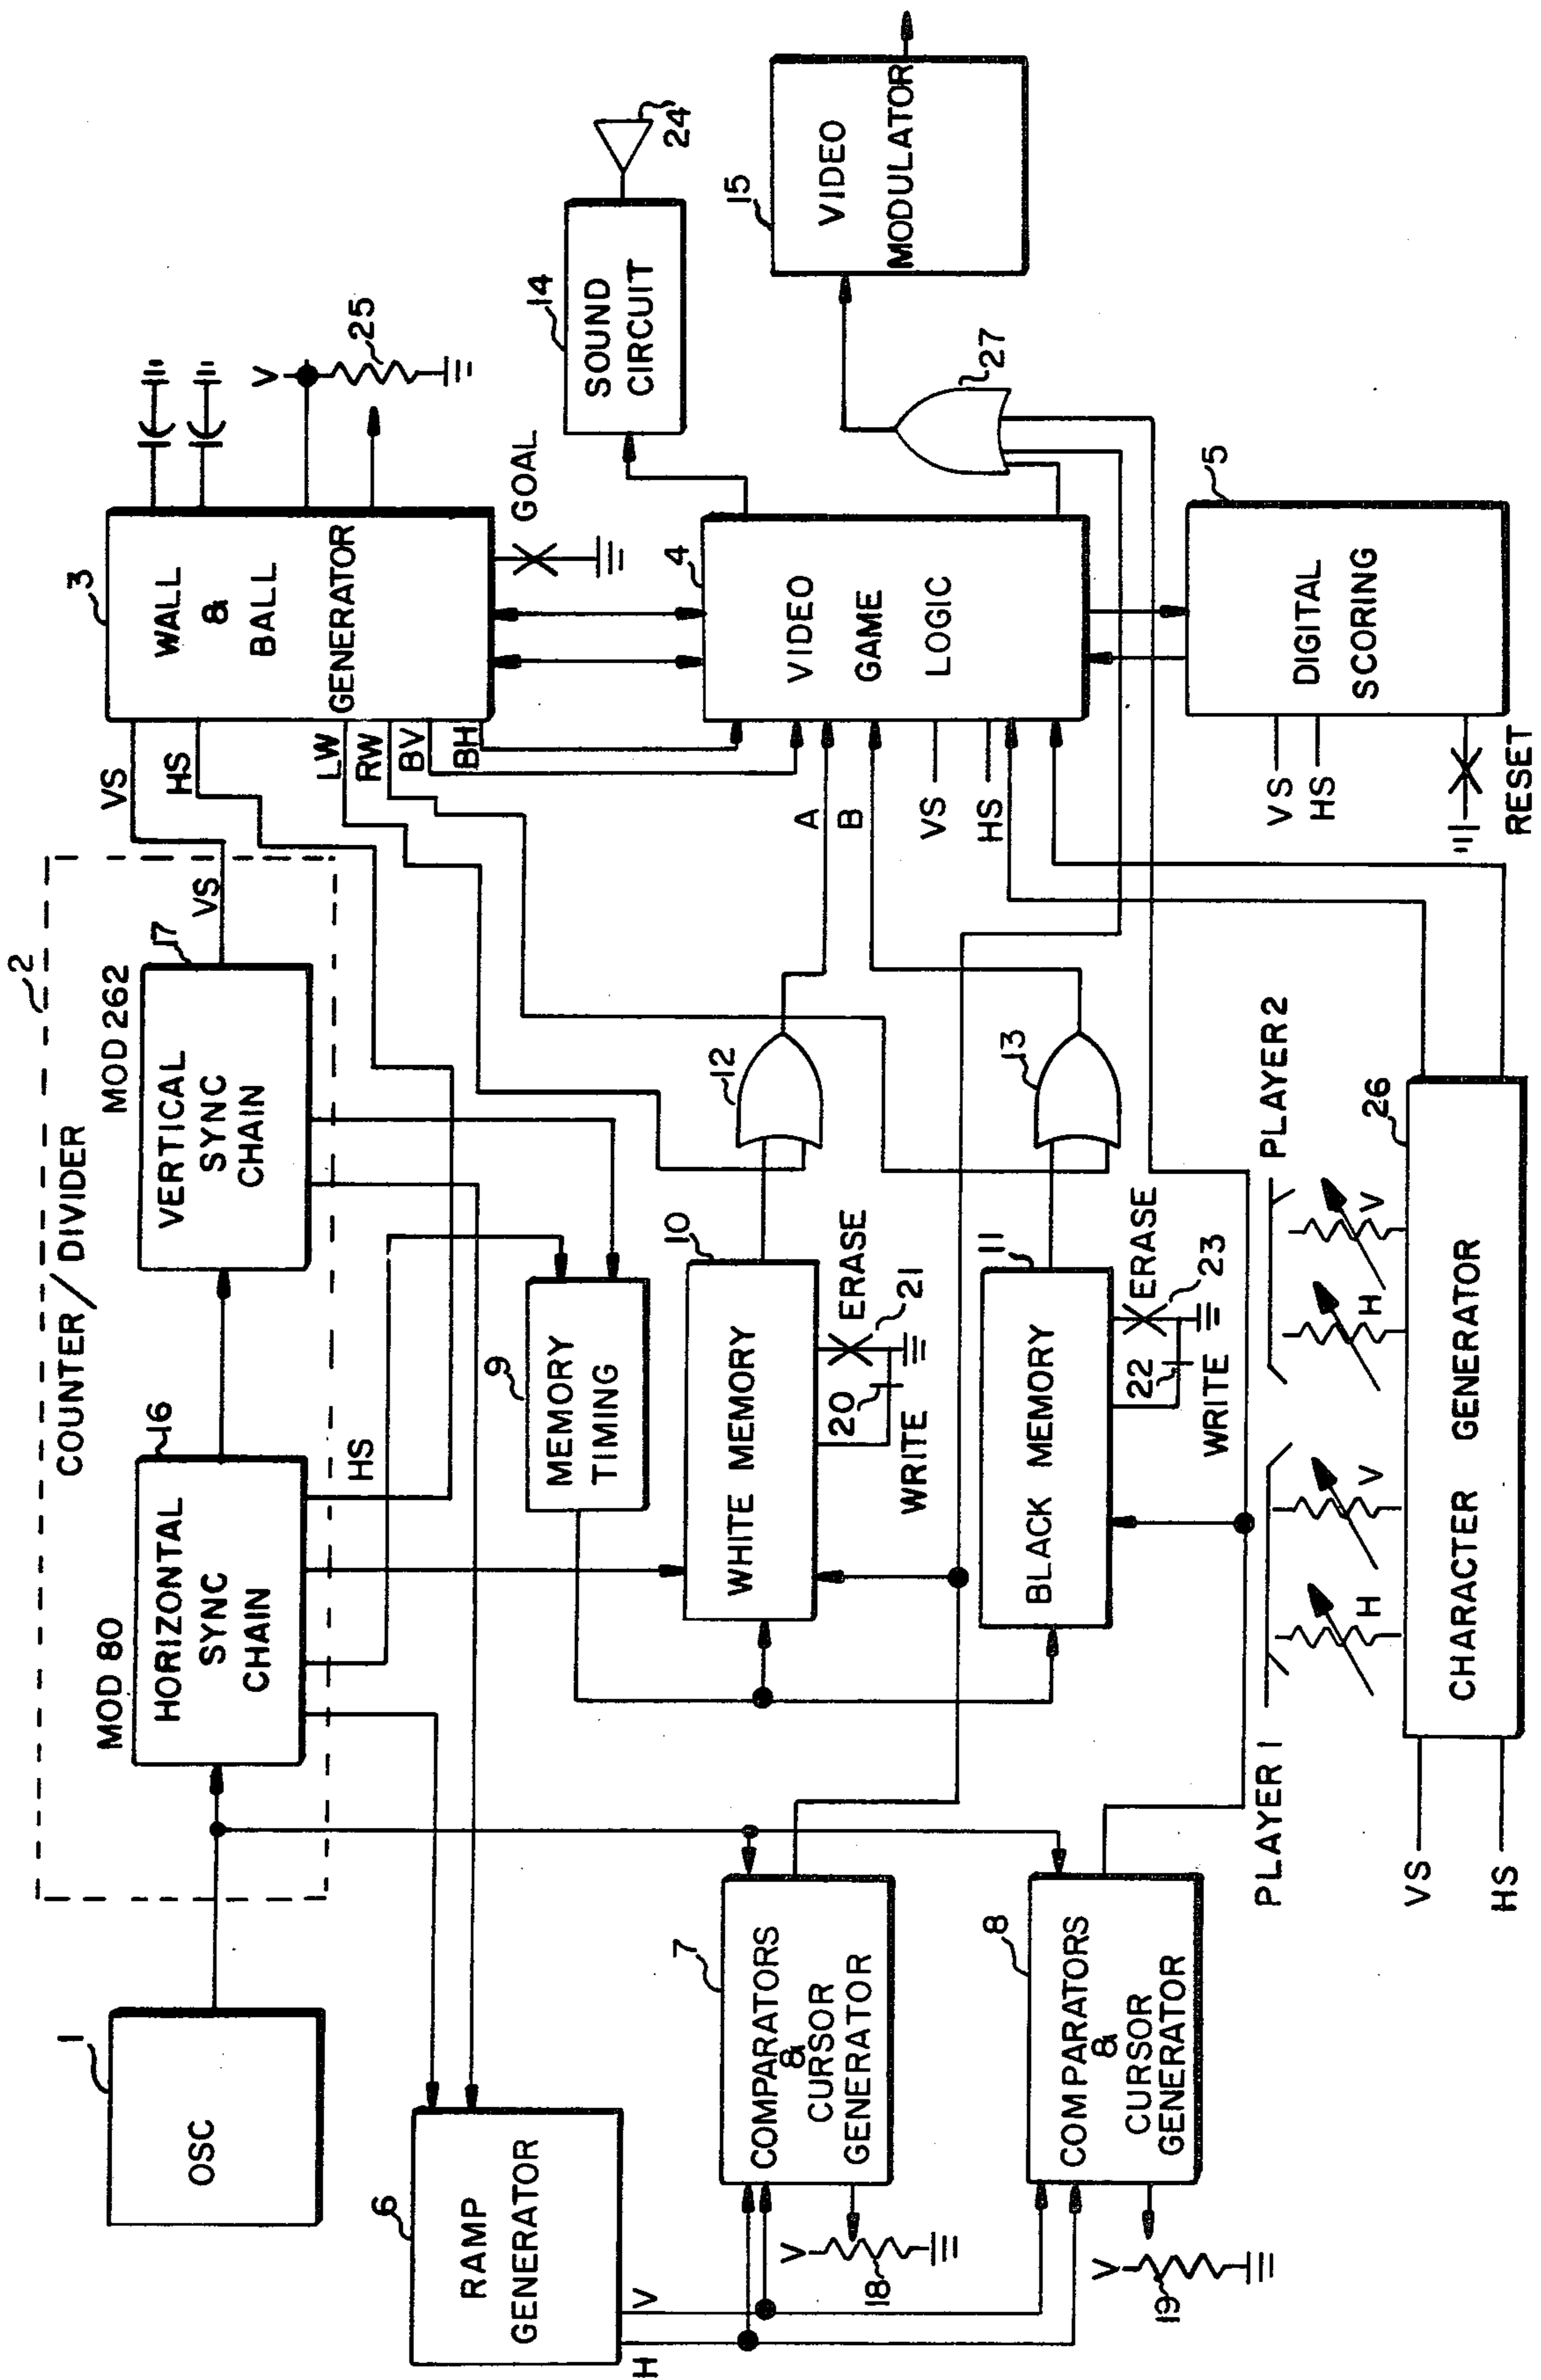 1
OSC
2
COUNTER/DIVIDER
MOD 80
16
HORIZONTAL
SYNC
CHAIN
MOD 262
17
VERTICAL
SYNC
CHAIN
VS
HS
VS
HS
LW
RW
BV
BH
3
WALL
&
BALL
GENERATOR
V
25
GOAL
6
RAMP
GENERATOR
H
V
9
MEMORY
TIMING
14
SOUND
CIRCUIT
24
7
COMPARATORS
&
CURSOR
GENERATOR
V
18
10
WHITE MEMORY
20
ERASE
21
WRITE
12
A
B
VS
HS
4
VIDEO
GAME
LOGIC
27
15
VIDEO
MODULATOR
8
COMPARATORS
&
CURSOR
GENERATOR
V
19
11
BLACK MEMORY
22
ERASE
23
WRITE
13
5
DIGITAL
SCORING
VS
HS
RESET
PLAYER 1
H
V
PLAYER 2
H
V
26
CHARACTER GENERATOR
VS
HS